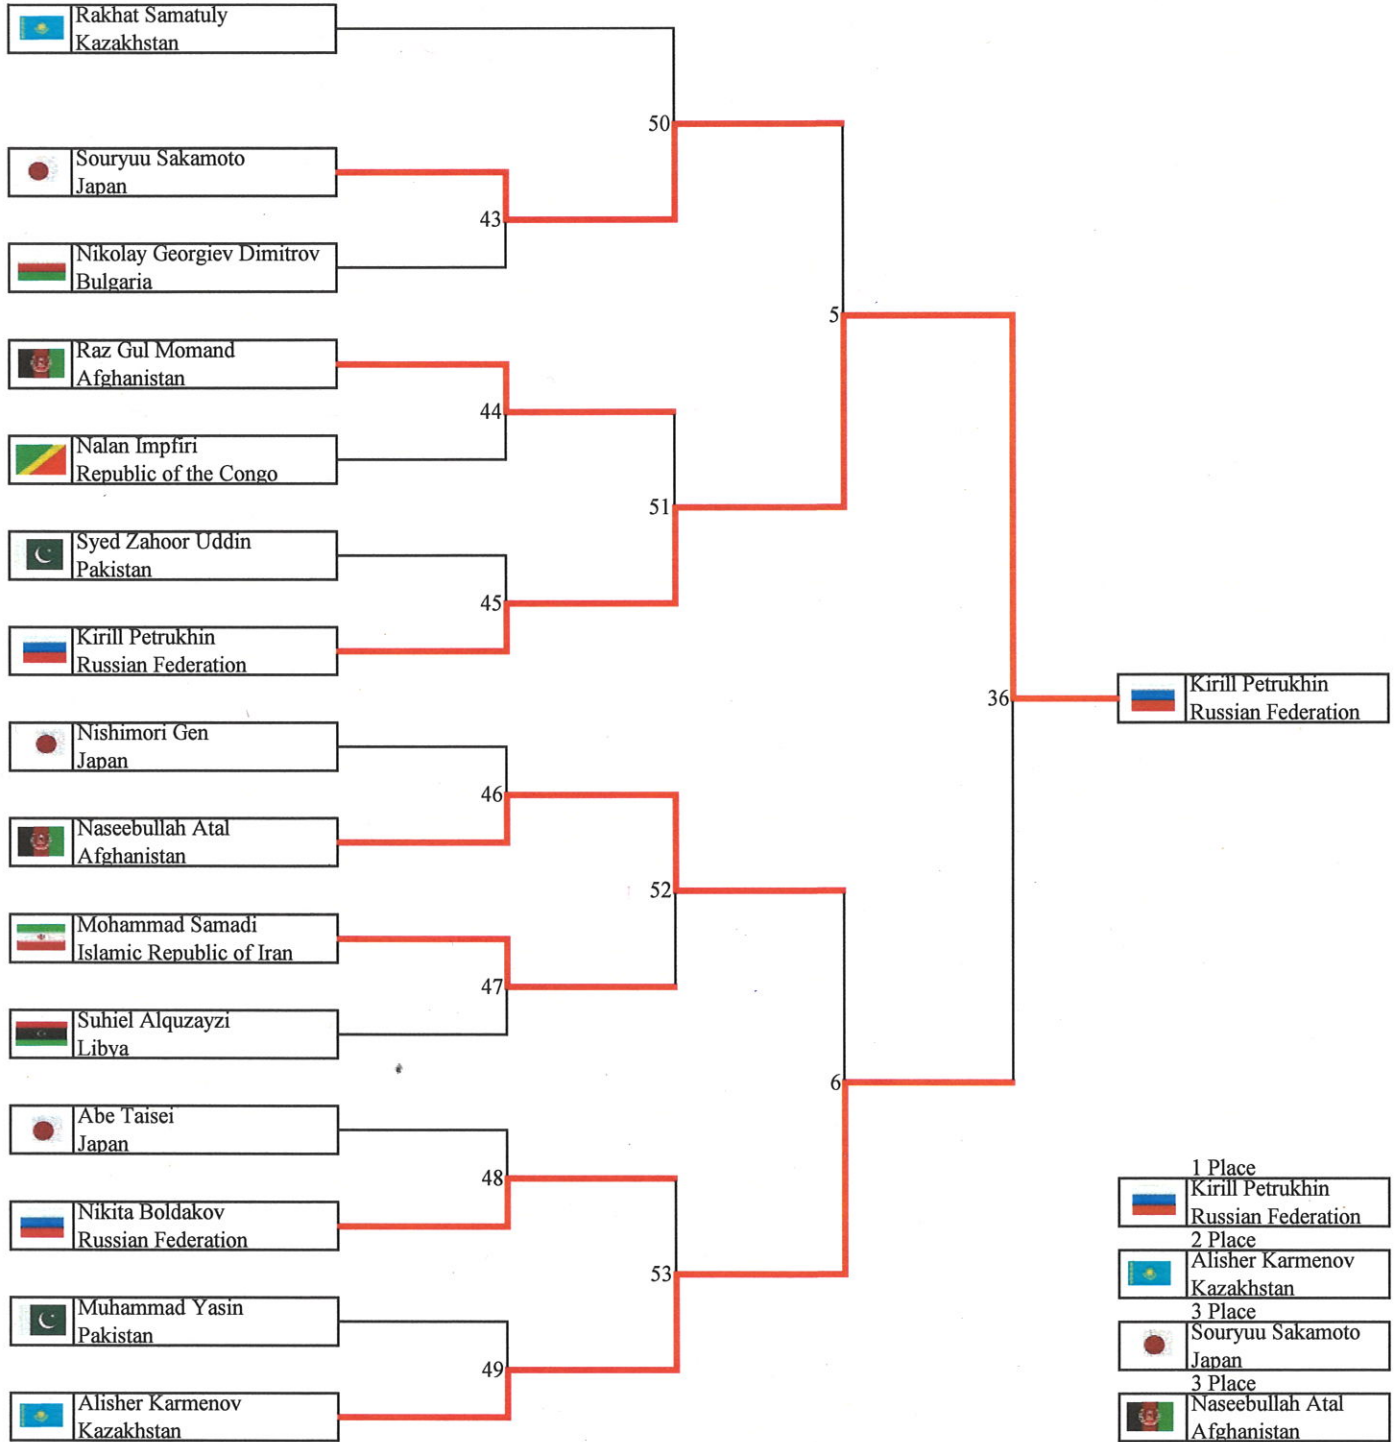 Rakhat Samatuly
Kazakhstan
50
Souryuu Sakamoto
Japan
43
Nikolay Georgiev Dimitrov
Bulgaria
5
Raz Gul Momand
Afghanistan
44
Nalan Impfiri
Republic of the Congo
51
Syed Zahoor Uddin
Pakistan
45
Kirill Petrukhin
Russian Federation
36
Kirill Petrukhin
Russian Federation
Nishimori Gen
Japan
46
Naseebullah Atal
Afghanistan
52
Mohammad Samadi
Islamic Republic of Iran
47
Suhiel Alquzayzi
Libya
6
Abe Taisei
Japan
48
Nikita Boldakov
Russian Federation
53
Muhammad Yasin
Pakistan
49
Alisher Karmenov
Kazakhstan
1 Place
Kirill Petrukhin
Russian Federation
2 Place
Alisher Karmenov
Kazakhstan
3 Place
Souryuu Sakamoto
Japan
3 Place
Naseebullah Atal
Afghanistan